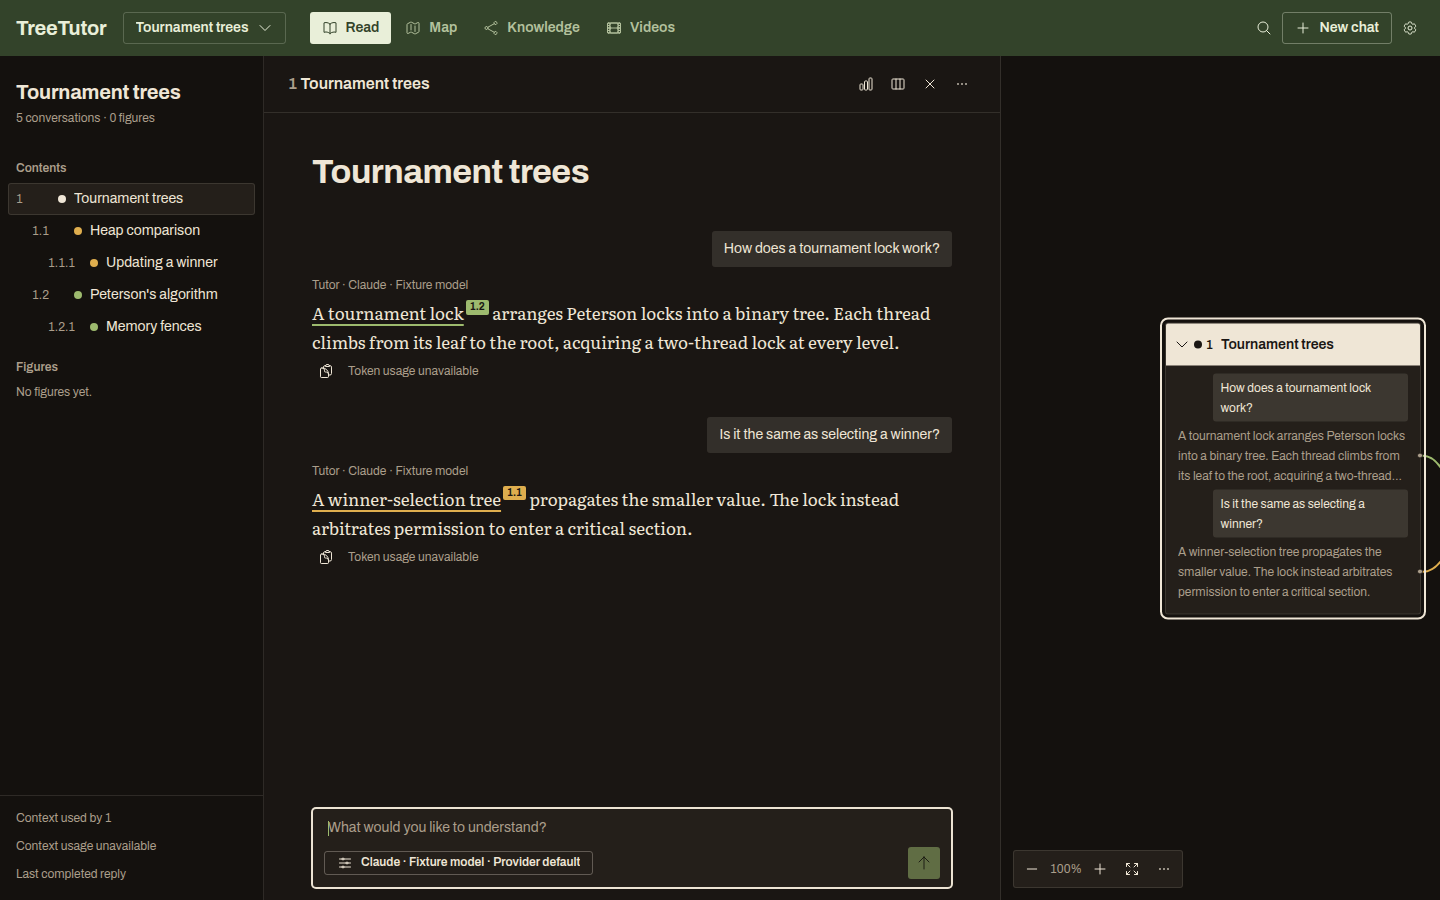 TreeTutor
Tournament trees
Read
Map
Knowledge
Videos
New chat
Tournament trees
5 conversations · 0 figures
Contents
1 Tournament trees
1.1 Heap comparison
1.1.1 Updating a winner
1.2 Peterson's algorithm
1.2.1 Memory fences
Figures
No figures yet.
Context used by 1
Context usage unavailable
Last completed reply
1 Tournament trees
Tournament trees
How does a tournament lock work?
Tutor · Claude · Fixture model
A tournament lock 1.2 arranges Peterson locks into a binary tree. Each thread
climbs from its leaf to the root, acquiring a two-thread lock at every level.
Token usage unavailable
Is it the same as selecting a winner?
Tutor · Claude · Fixture model
A winner-selection tree 1.1 propagates the smaller value. The lock instead
arbitrates permission to enter a critical section.
Token usage unavailable
What would you like to understand?
Claude · Fixture model · Provider default
1 Tournament trees
How does a tournament lock
work?
A tournament lock arranges Peterson locks
into a binary tree. Each thread climbs from
its leaf to the root, acquiring a two-thread...
Is it the same as selecting a
winner?
A winner-selection tree propagates the
smaller value. The lock instead arbitrates
permission to enter a critical section.
100%